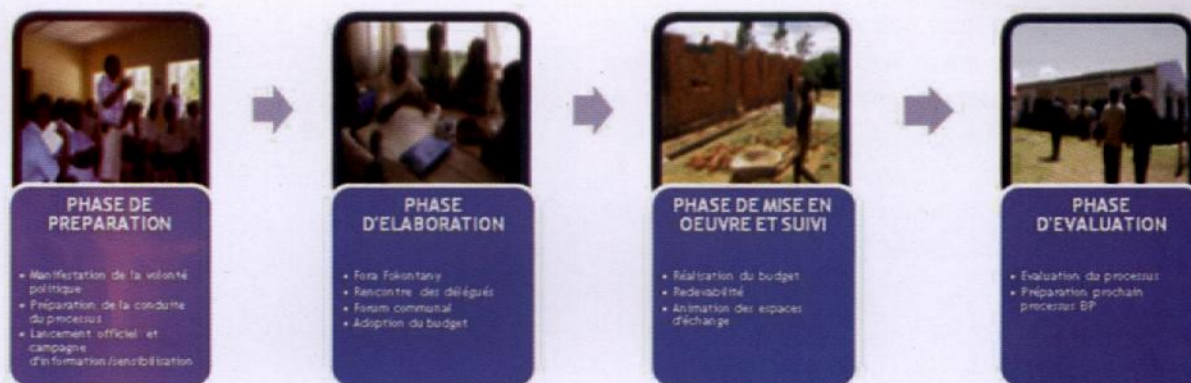 PHASE DE
PREPARATION
• Manifestation de la volonté
politique
• Préparation de la conduite
du processus
• Lancement officiel et
campagne
d'information/sensibilisation
PHASE
D'ELABORATION
• Fora Fokontany
• Rencontre des délégués
• Forum communal
• Adoption du budget
PHASE DE MISE EN
OEUVRE ET SUIVI
• Réalisation du budget
• Redevabilité
• Animation des espaces
d'échange
PHASE
D'EVALUATION
• Evaluation du processus
• Préparation prochain
processus BP